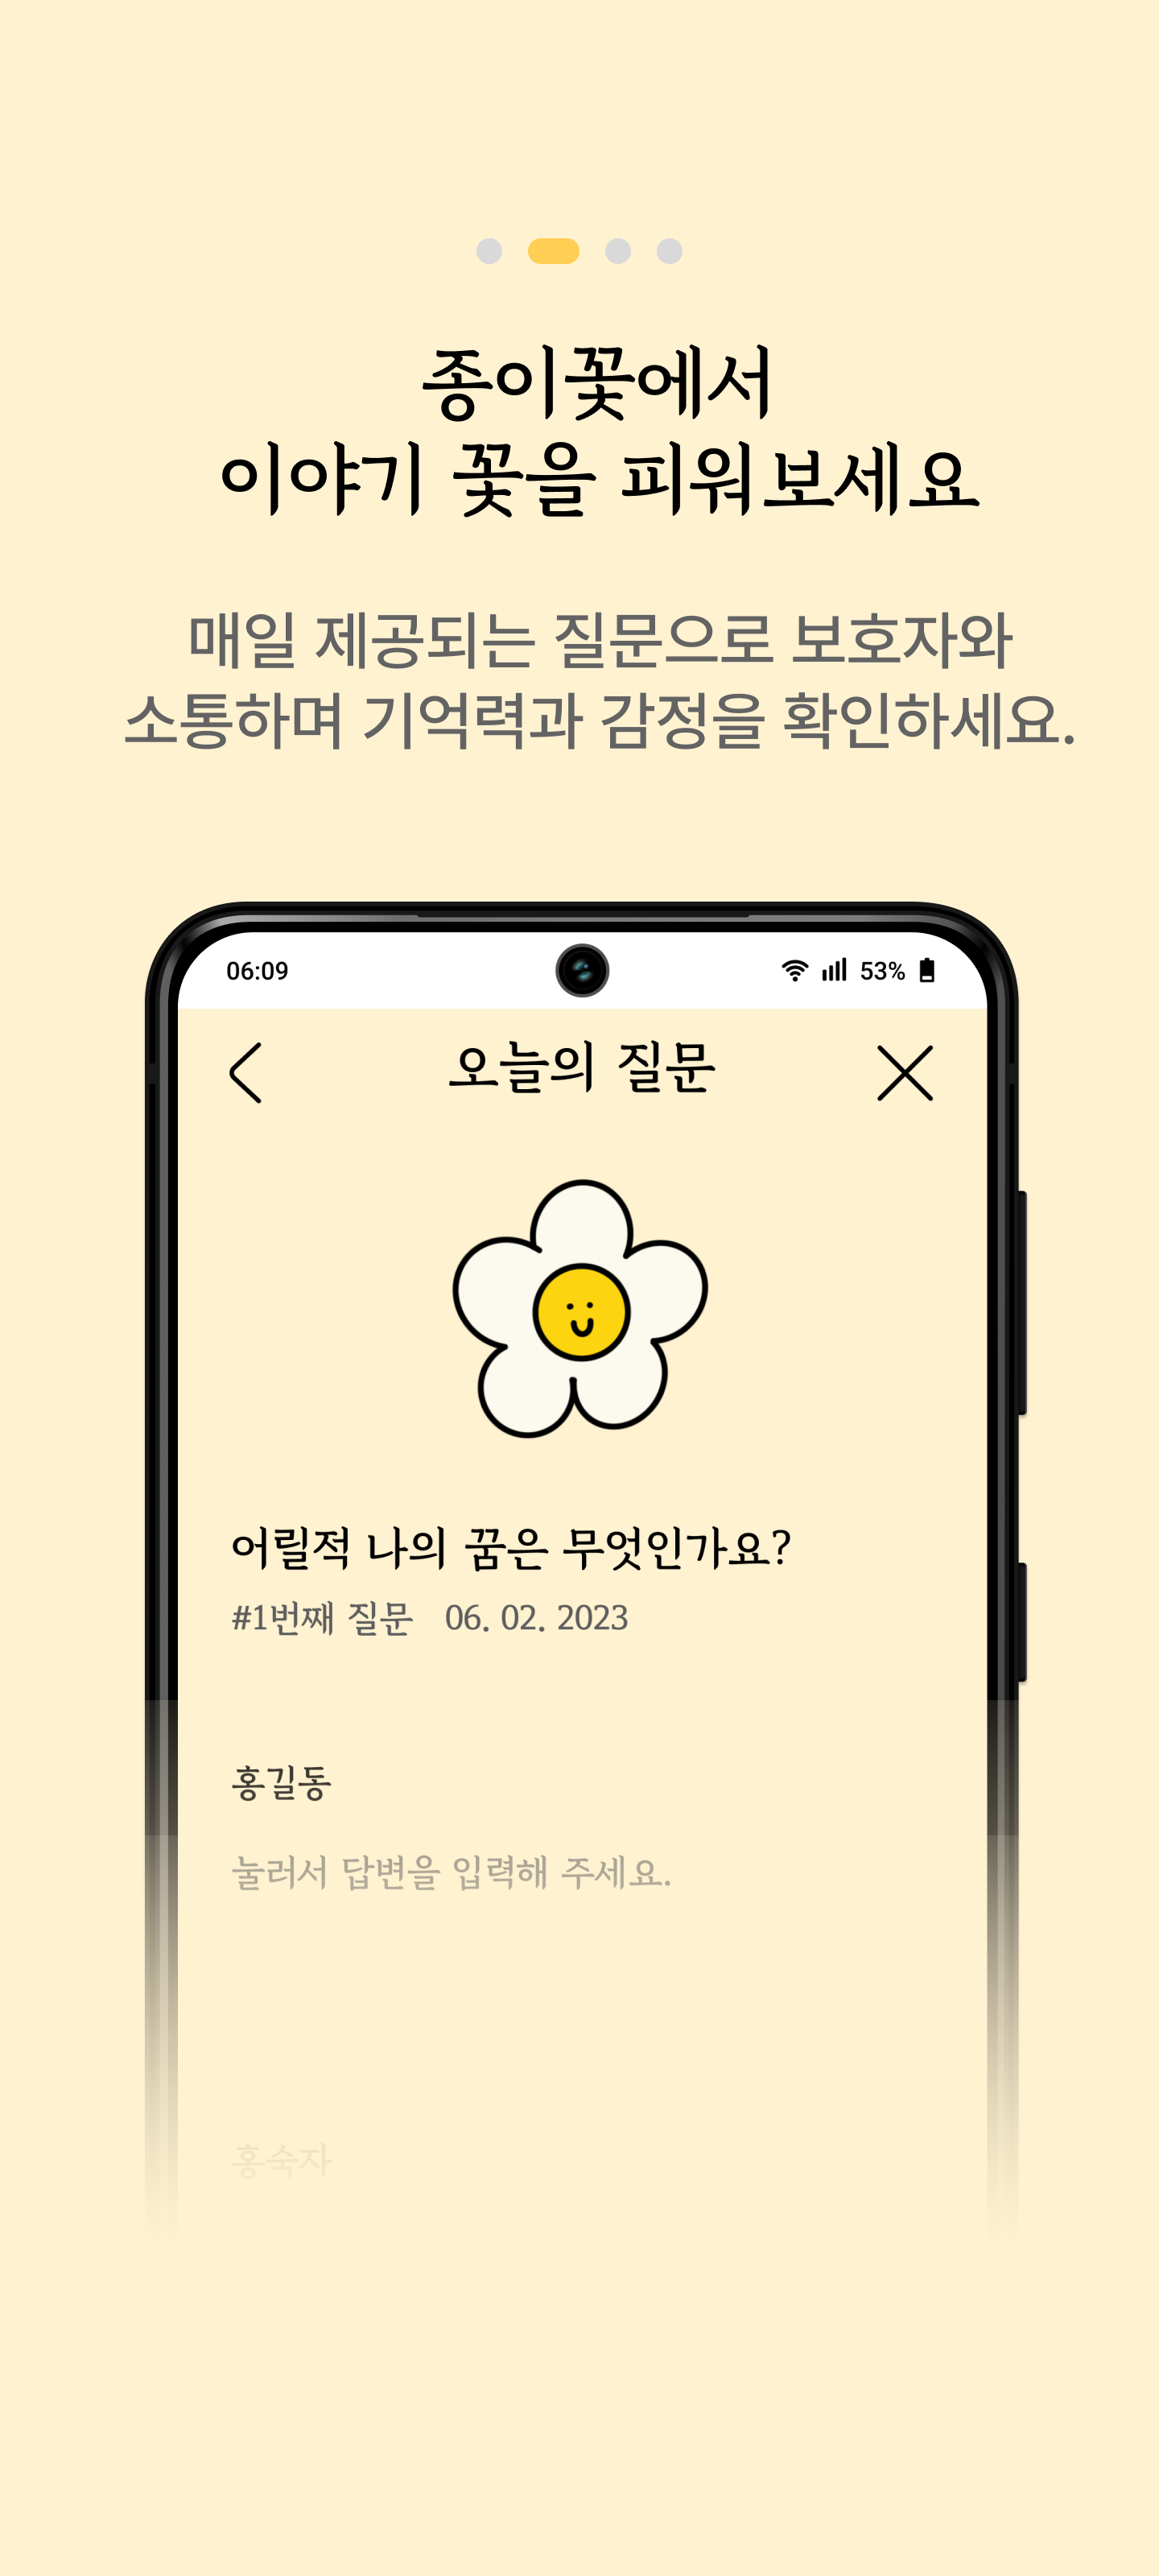 종이꽃에서
이야기 꽃을 피워보세요
매일 제공되는 질문으로 보호자와
소통하며 기억력과 감정을 확인하세요.
06:09 53%
오늘의 질문
어릴적 나의 꿈은 무엇인가요?
#1번째 질문 06. 02. 2023
홍길동
눌러서 답변을 입력해 주세요.
홍숙자